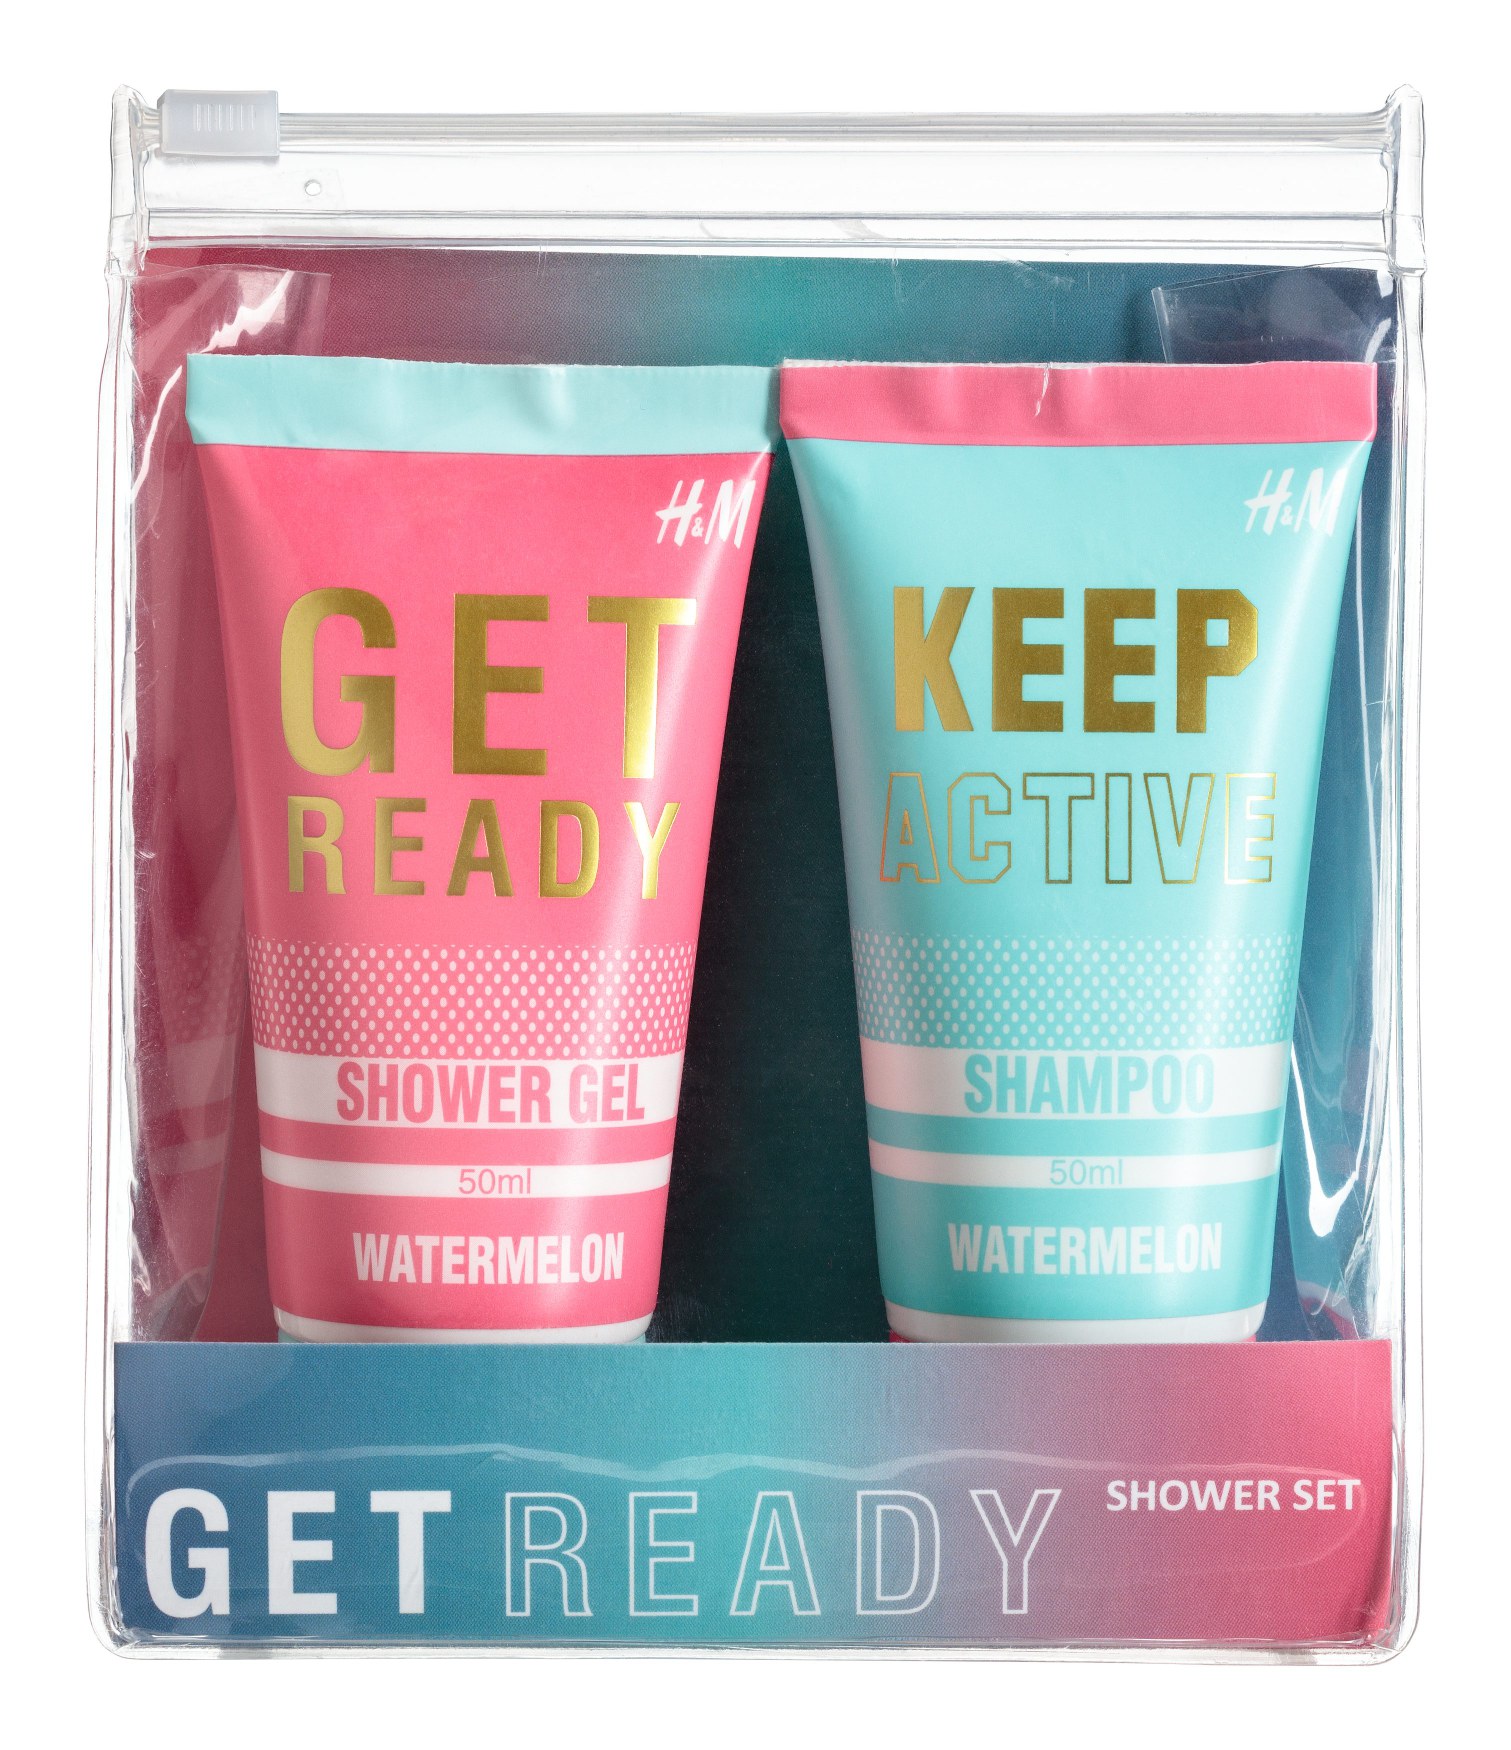 H&M
GET
READY
SHOWER GEL
50ml
WATERMELON
H&M
KEEP
ACTIVE
SHAMPOO
50ml
WATERMELON
GET READY SHOWER SET